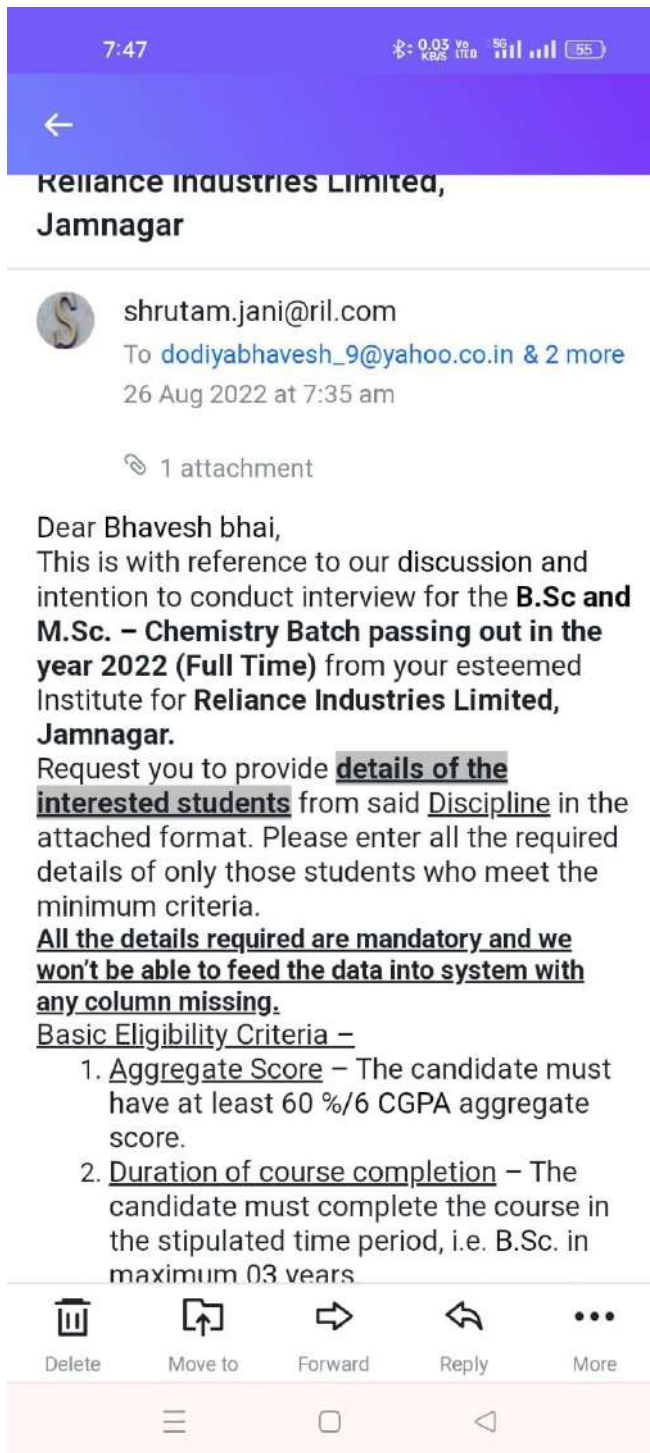 7:47 0.03 KB/S Vo LTE 5G 55
Reliance Industries Limited,
Jamnagar
S
shrutam.jani@ril.com
To dodiyabhavesh_9@yahoo.co.in & 2 more
26 Aug 2022 at 7:35 am
1 attachment
Dear Bhavesh bhai,
This is with reference to our discussion and
intention to conduct interview for the B.Sc and
M.Sc. – Chemistry Batch passing out in the
year 2022 (Full Time) from your esteemed
Institute for Reliance Industries Limited,
Jamnagar.
Request you to provide details of the
interested students from said Discipline in the
attached format. Please enter all the required
details of only those students who meet the
minimum criteria.
All the details required are mandatory and we
won't be able to feed the data into system with
any column missing.
Basic Eligibility Criteria –
1. Aggregate Score – The candidate must
have at least 60 %/6 CGPA aggregate
score.
2. Duration of course completion – The
candidate must complete the course in
the stipulated time period, i.e. B.Sc. in
maximum 03 years
Delete Move to Forward Reply More